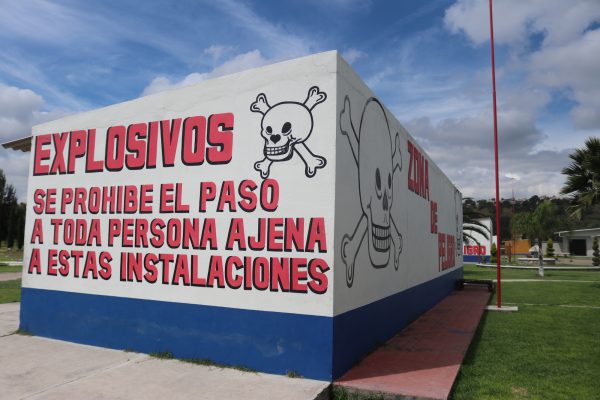 EXPLOSIVOS
SE PROHIBE EL PASO
A TODA PERSONA AJENA
A ESTAS INSTALACIONES
ZONA
DE
PELIGRO